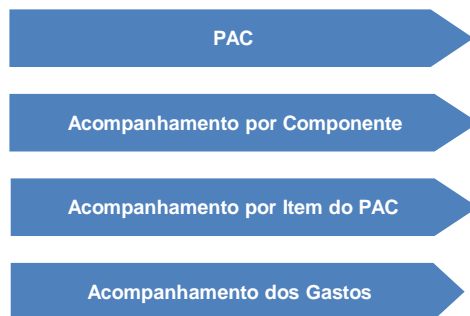 PAC
Acompanhamento por Componente
Acompanhamento por Item do PAC
Acompanhamento dos Gastos